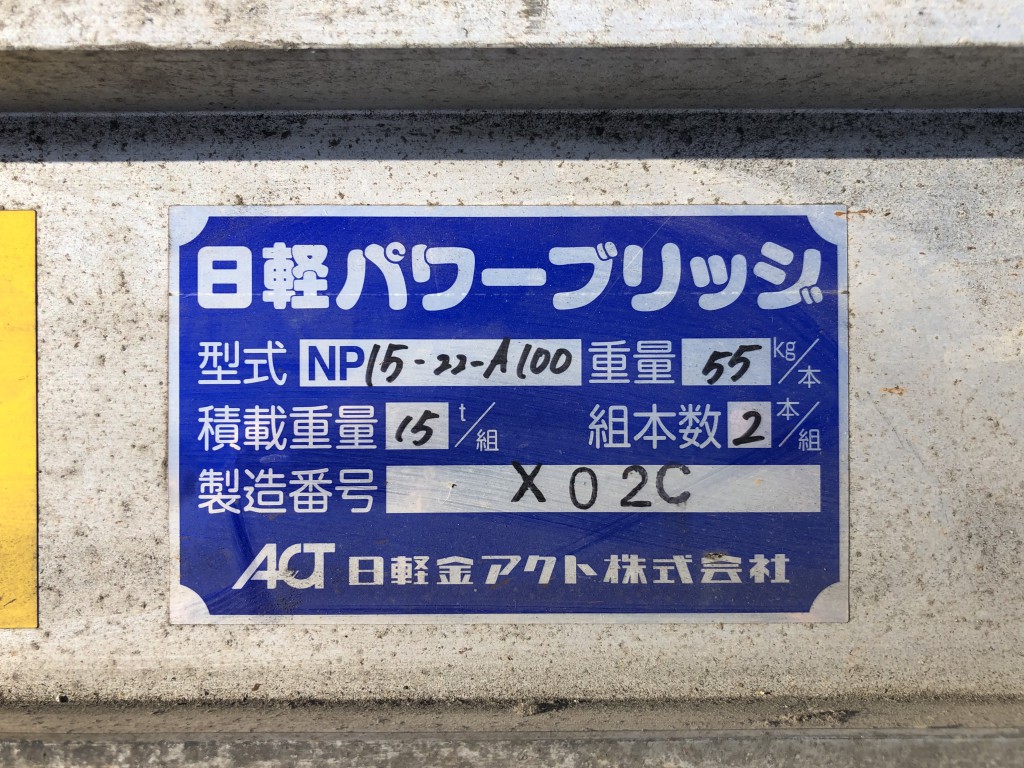 日軽パワーブリッジ
型式 NP15-22-A100 重量 55 kg/本
積載重量 15 t/組 組本数 2 本/組
製造番号 X02C
ACT 日軽金アクト株式会社